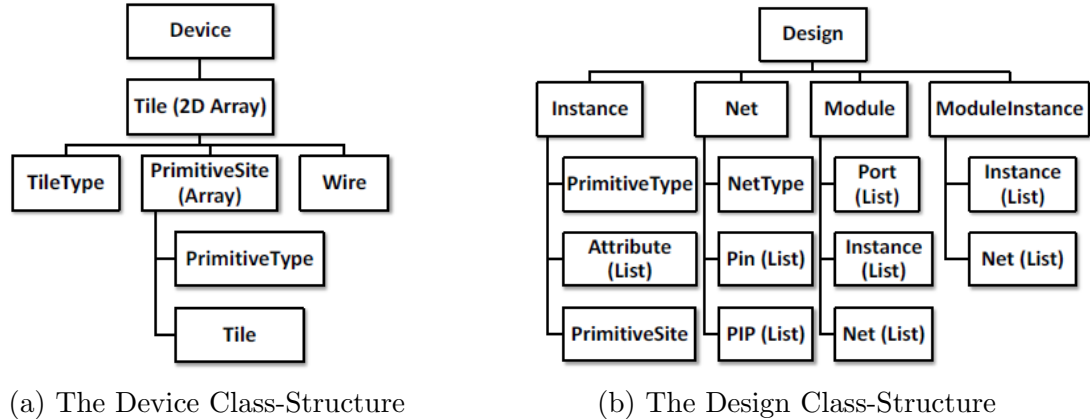 Device
Tile (2D Array)
TileType
PrimitiveSite
(Array)
Wire
PrimitiveType
Tile
(a) The Device Class-Structure
Design
Instance
Net
Module
ModuleInstance
PrimitiveType
NetType
Port
(List)
Instance
(List)
Attribute
(List)
Pin (List)
Instance
(List)
Net (List)
PrimitiveSite
PIP (List)
Net (List)
(b) The Design Class-Structure